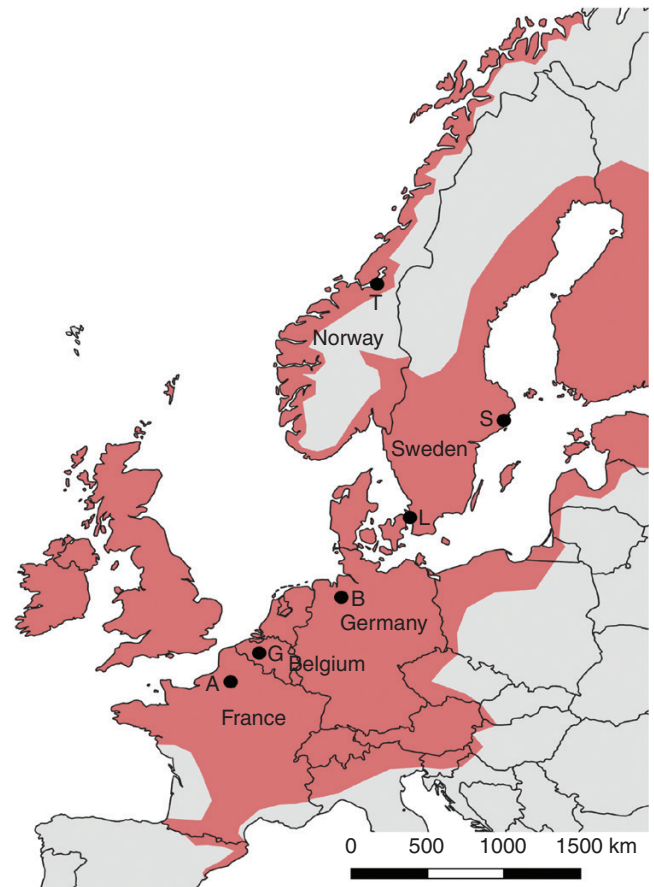 T
Norway
S
Sweden
L
B
Germany
G
Belgium
A
France
0 500 1000 1500 km